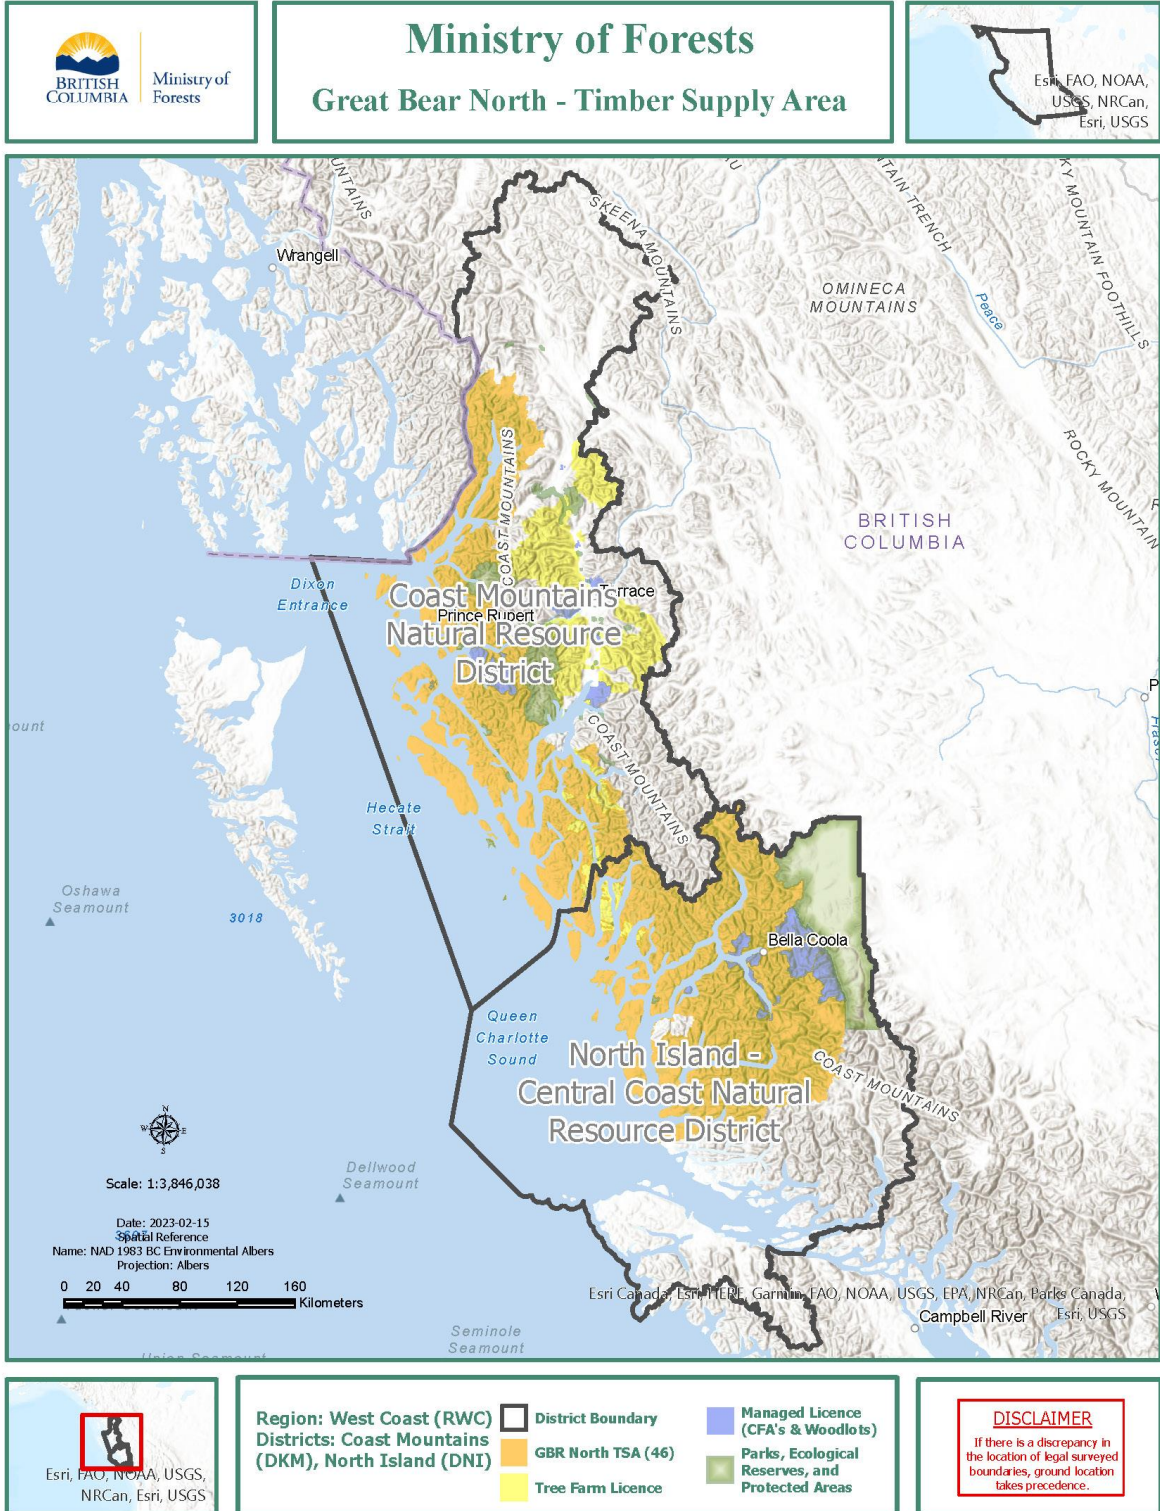 BRITISH
COLUMBIA
Ministry of
Forests
Ministry of Forests
Great Bear North - Timber Supply Area
Esri, FAO, NOAA,
USGS, NRCan,
Esri, USGS
Wrangell
SKEENA MOUNTAINS
OMINECA
MOUNTAINS
Peace
ROCKY MOUNTAIN
BRITISH
COLUMBIA
COAST MOUNTAINS
Dixon
Entrance
Coast Mountains
Natural Resource
District
Terrace
Prince Rupert
COAST MOUNTAINS
Hecate
Strait
Oshawa
Seamount
3018
Bella Coola
Queen
Charlotte
Sound
North Island -
Central Coast Natural
Resource District
COAST MOUNTAINS
N
W
E
S
Scale: 1:3,846,038
Dellwood
Seamount
Date: 2023-02-15
Spatial Reference
Name: NAD 1983 BC Environmental Albers
Projection: Albers
0 20 40 80 120 160
Kilometers
Esri Canada, Esri, HERE, Garmin, FAO, NOAA, USGS, EPA, NRCan, Parks Canada,
Esri, USGS
Campbell River
Seminole
Seamount
Union Seamount
Esri, FAO, NOAA, USGS,
NRCan, Esri, USGS
Region: West Coast (RWC)
Districts: Coast Mountains
(DKM), North Island (DNI)
District Boundary
GBR North TSA (46)
Tree Farm Licence
Managed Licence
(CFA's & Woodlots)
Parks, Ecological
Reserves, and
Protected Areas
DISCLAIMER
If there is a discrepancy in
the location of legal surveyed
boundaries, ground location
takes precedence.